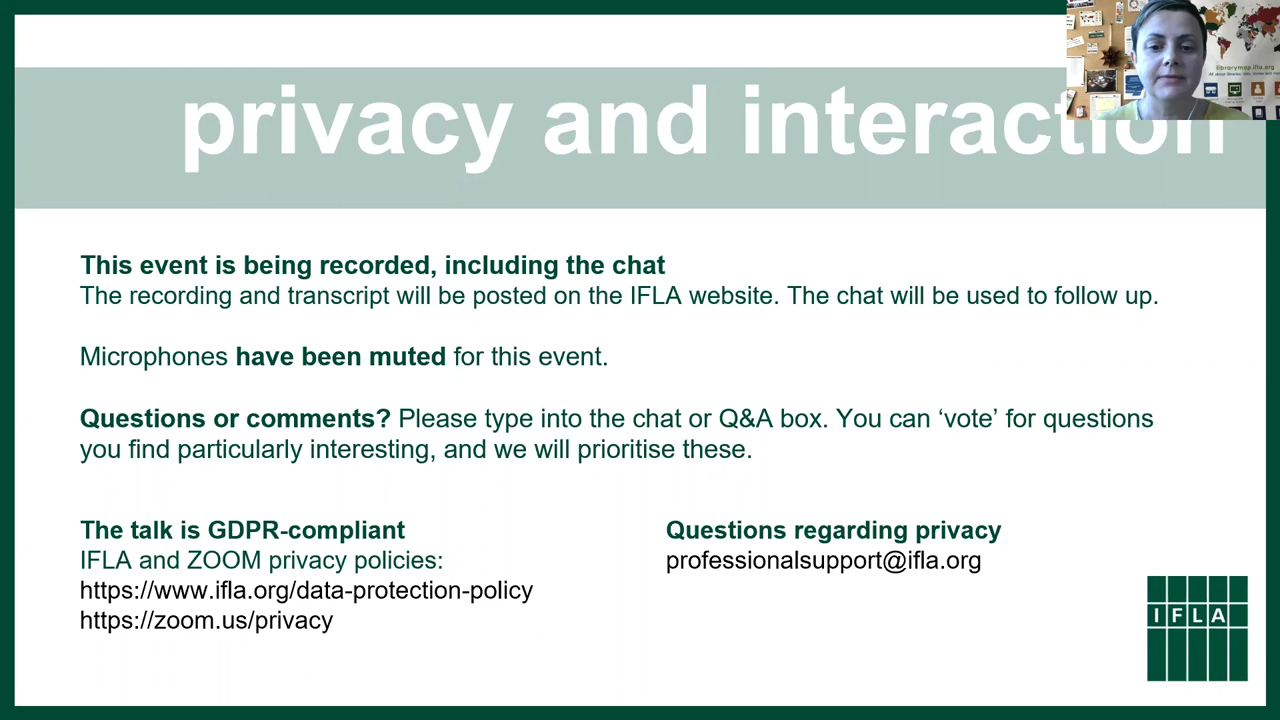 privacy and interaction
librarymap.ifla.org
This event is being recorded, including the chat
The recording and transcript will be posted on the IFLA website. The chat will be used to follow up.
Microphones have been muted for this event.
Questions or comments? Please type into the chat or Q&A box. You can ‘vote’ for questions
you find particularly interesting, and we will prioritise these.
The talk is GDPR-compliant
IFLA and ZOOM privacy policies:
https://www.ifla.org/data-protection-policy
https://zoom.us/privacy
Questions regarding privacy
professionalsupport@ifla.org
IFLA